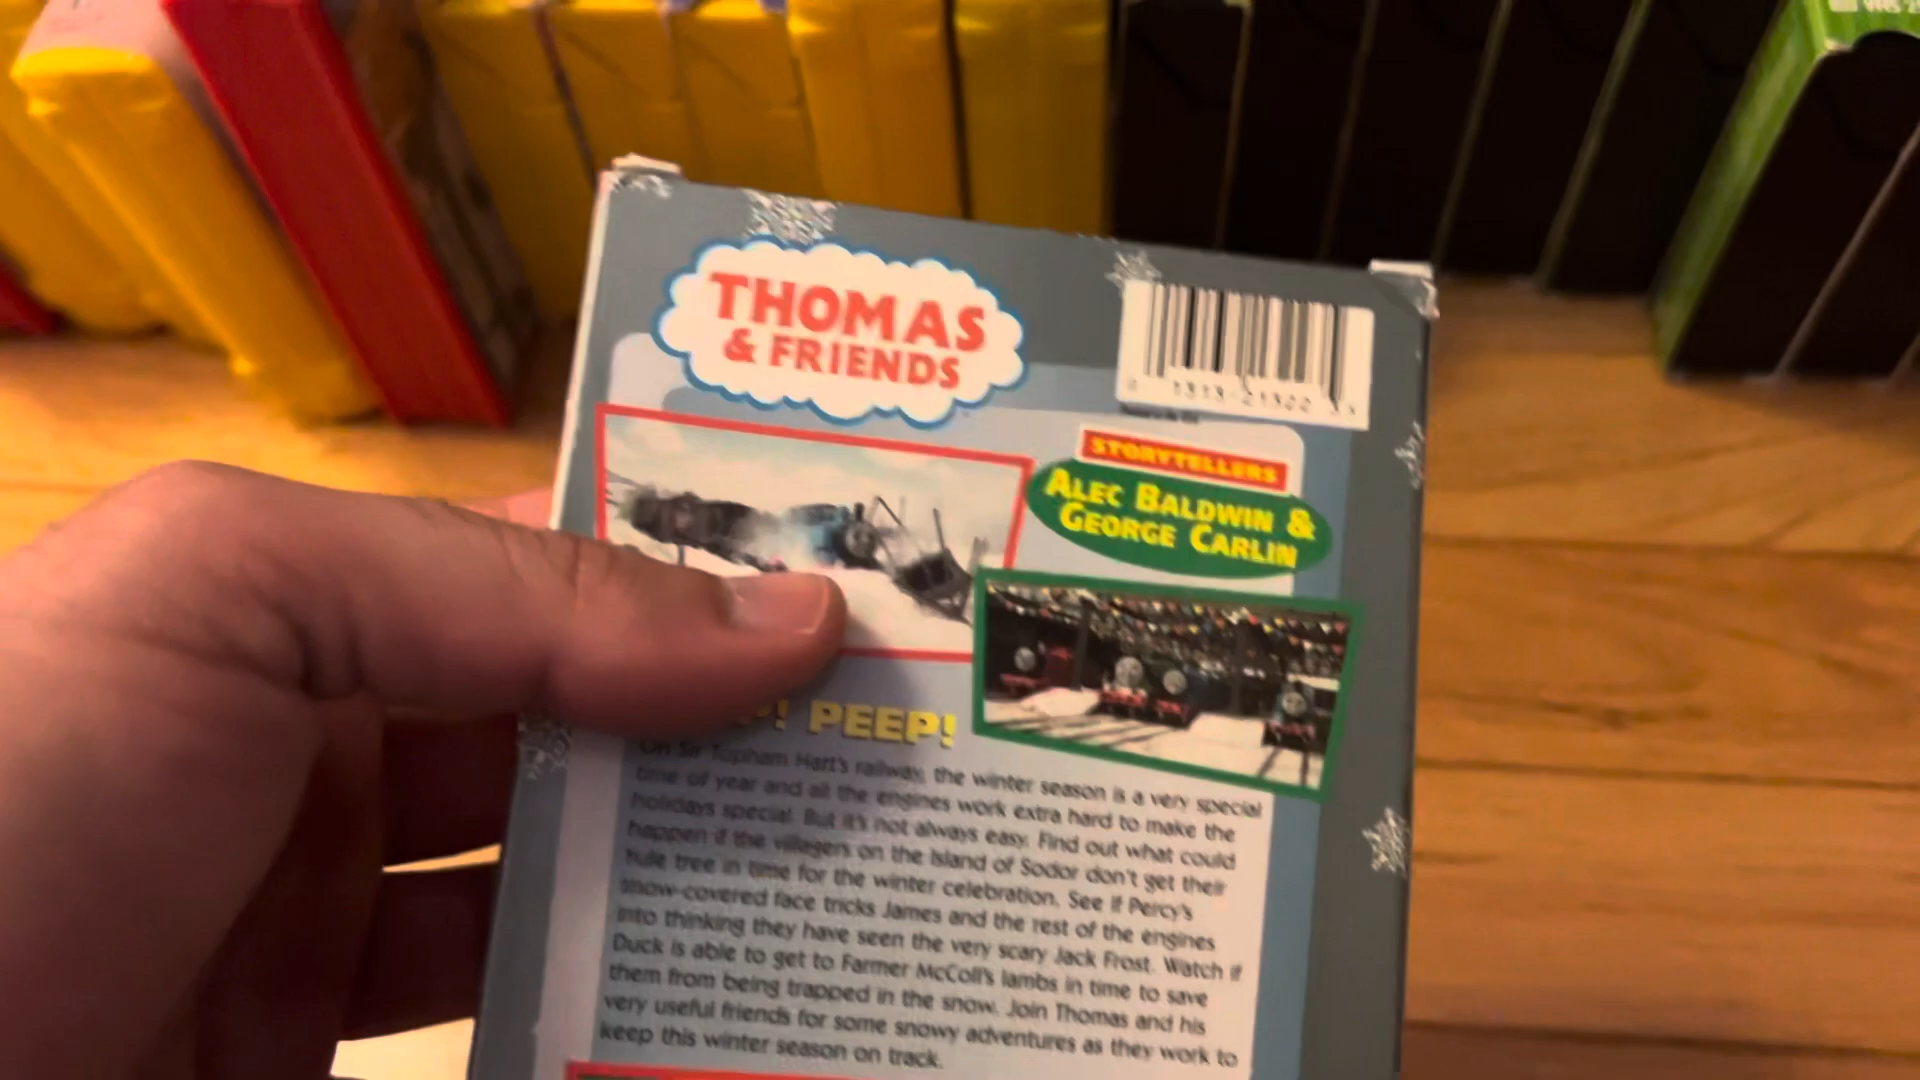 THOMAS
& FRIENDS
STORYTELLERS
ALEC BALDWIN &
GEORGE CARLIN
PEEP!
On Sir Topham Hatt's railway, the winter season is a very special
time of year and all the engines work extra hard to make the
holidays special. But it's not always easy. Find out what could
happen if the villagers on the Island of Sodor don't get their
Yule tree in time for the winter celebration. See if Percy's
snow-covered face tricks James and the rest of the engines
into thinking they have seen the very scary Jack Frost. Watch if
Duck is able to get to Farmer McColl's lambs in time to save
them from being trapped in the snow. Join Thomas and his
very useful friends for some snowy adventures as they work to
keep this winter season on track.